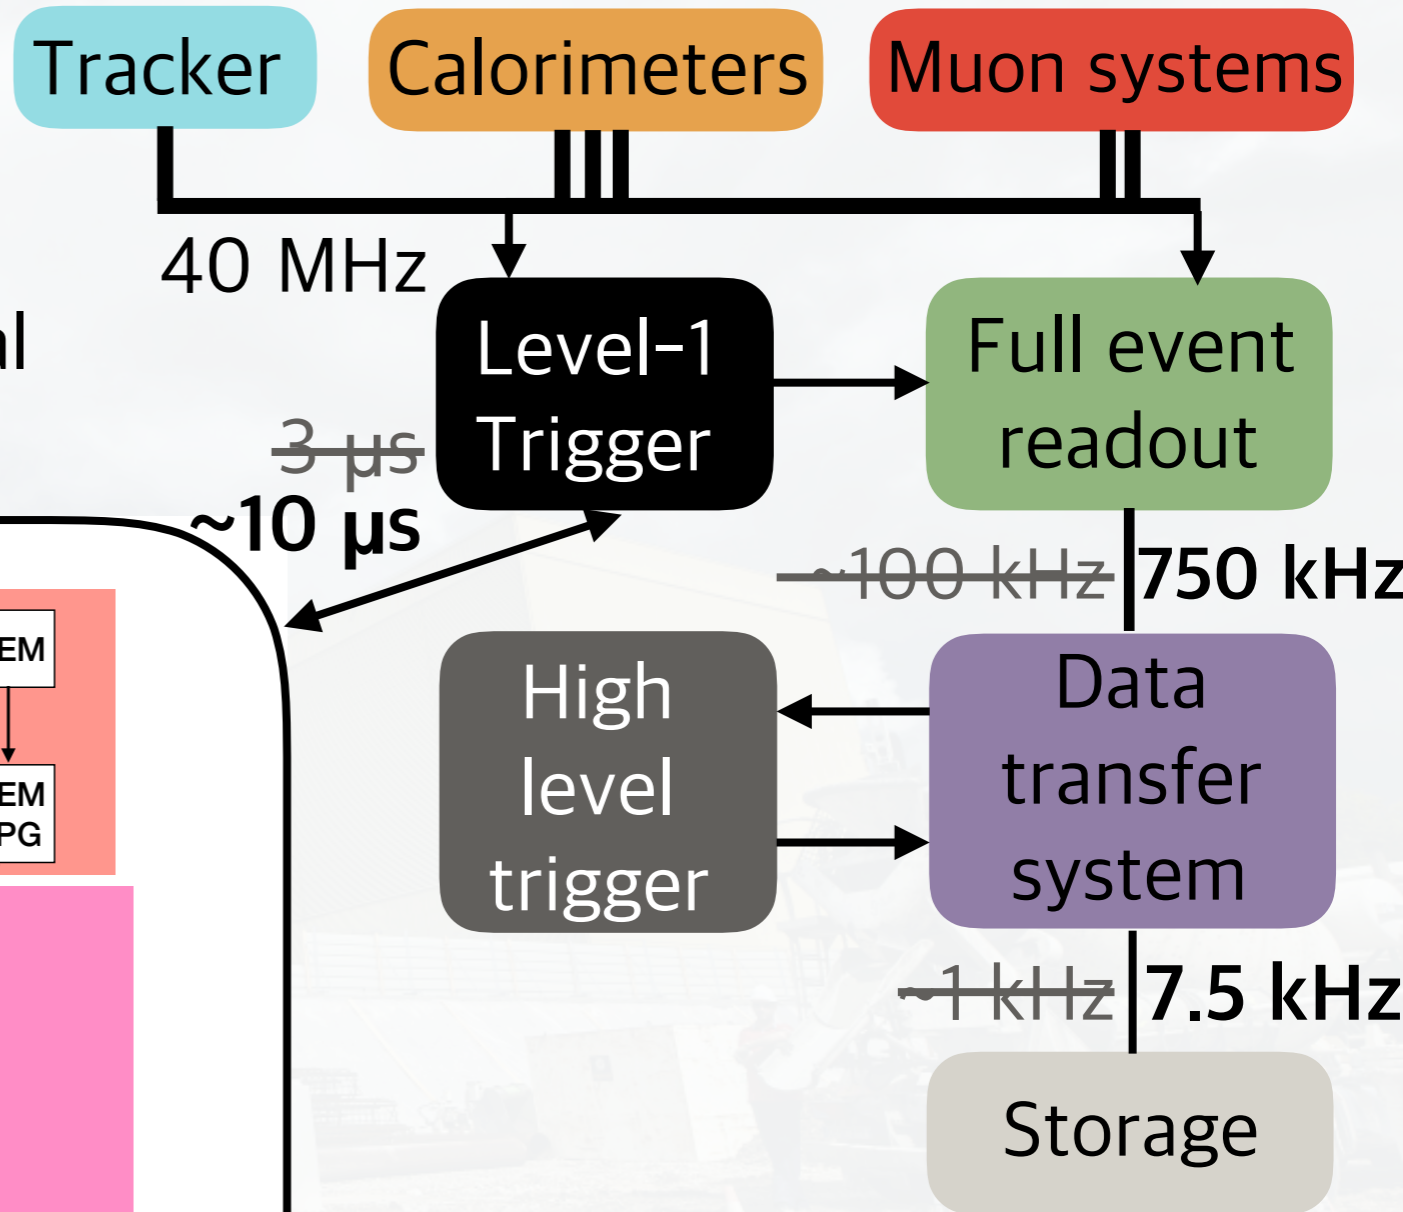 Tracker
Calorimeters
Muon systems
40 MHz
al
Level-1
Trigger
Full event
readout
3 µs
~10 µs
~100 kHz
750 kHz
EM
EM
PG
High
level
trigger
Data
transfer
system
~1 kHz
7.5 kHz
Storage